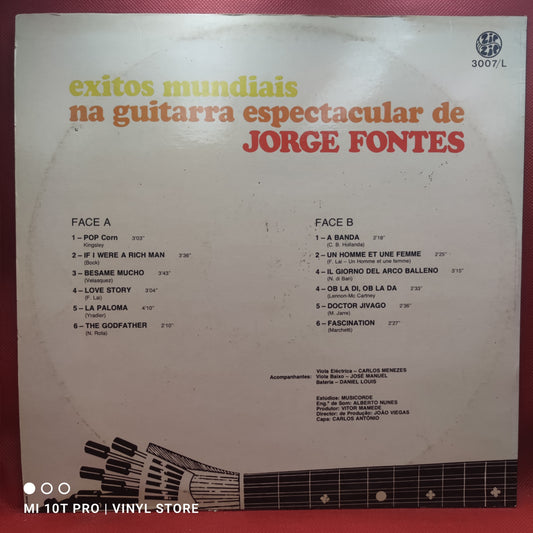 zip zip
3007/L
exitos mundiais
na guitarra espectacular de
JORGE FONTES
FACE A
1 – POP Corn 3'03"
Kingsley
2 – IF I WERE A RICH MAN 3'36"
(Bock)
3 – BESAME MUCHO 3'43"
(Velasquez)
4 – LOVE STORY 3'04"
(F. Lai)
5 – LA PALOMA 4'10"
(Yradier)
6 – THE GODFATHER 2'10"
(N. Rota)
FACE B
1 – A BANDA 2'18"
(C. B. Hollanda)
2 – UN HOMME ET UNE FEMME 2'25"
(F. Lai – Un Homme et une femme)
4 – IL GIORNO DEL ARCO BALLENO 3'15"
(N. di Bari)
4 – OB LA DI, OB LA DA 2'33"
(Lennon-Mc Cartney
5 – DOCTOR JIVAGO 2'36"
(M. Jarre)
6 – FASCINATION 2'27"
(Marchetti)
Viola Eléctrica – CARLOS MENEZES
Acompanhantes: Viola Baixo – JOSÉ MANUEL
Bateria – DANIEL LOUIS
Estúdios: MUSICORDE
Eng.º de Som: ALBERTO NUNES
Produtor: VITOR MAMEDE
Director: de Produção: JOÃO VIEGAS
Capa: CARLOS ANTÓNIO
MI 10T PRO | VINYL STORE